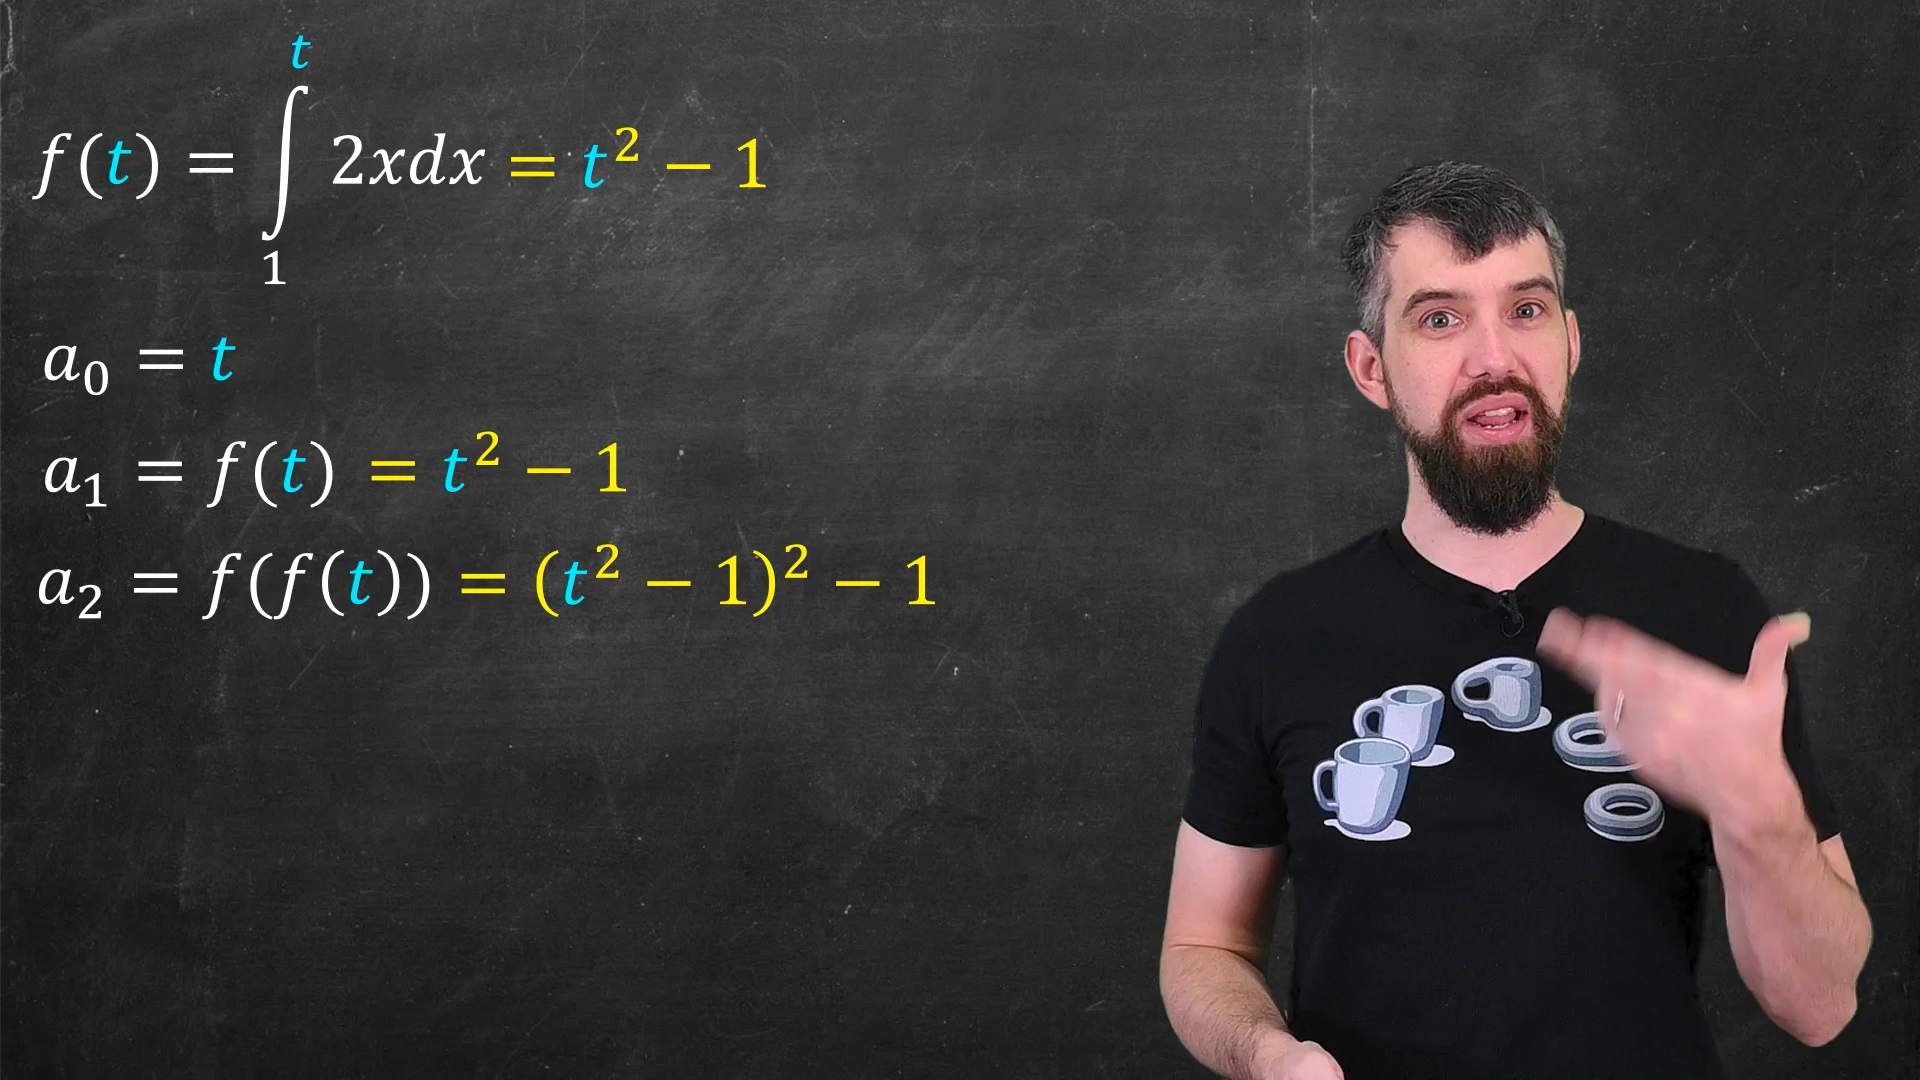 t
f(t) = ∫ 2xdx = t² − 1
1
a₀ = t
a₁ = f(t) = t² − 1
a₂ = f(f(t)) = (t² − 1)² − 1